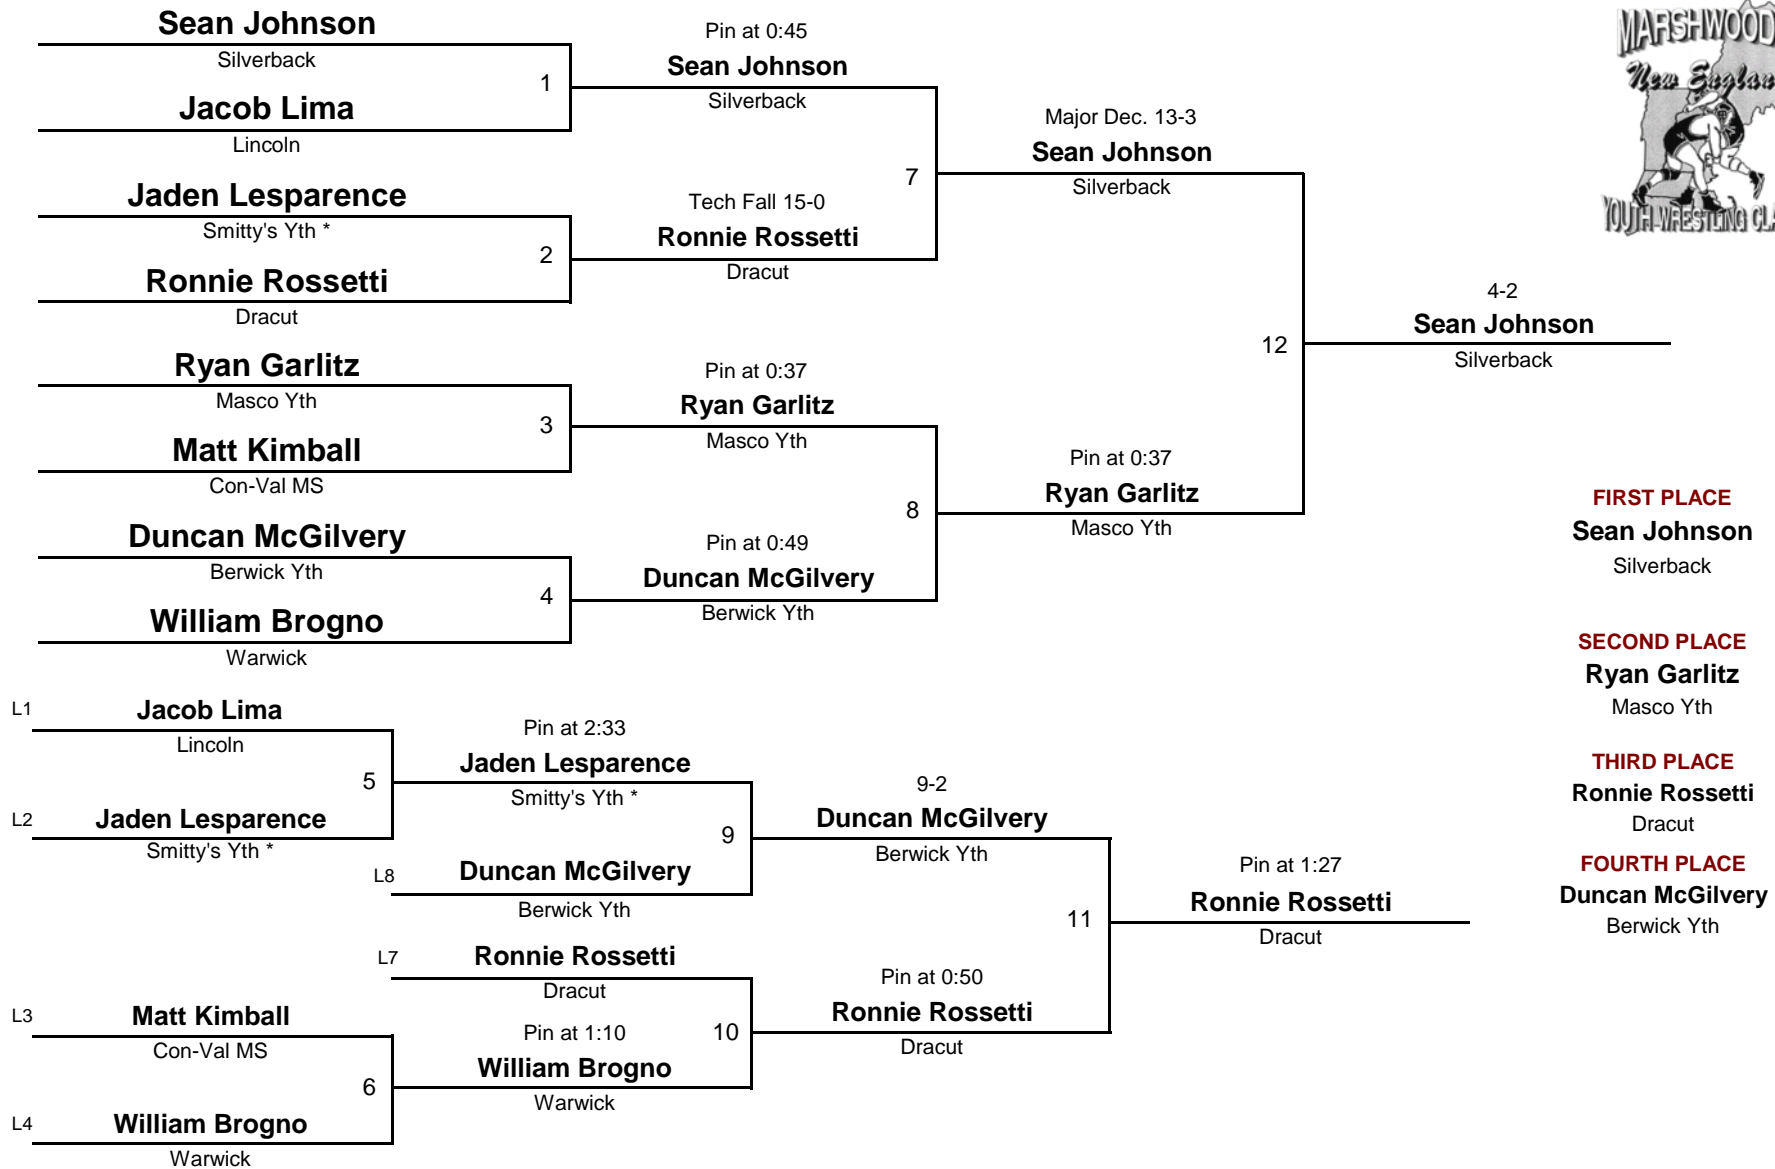 Sean Johnson
Silverback
1
Jacob Lima
Lincoln
Jaden Lesparence
Smitty's Yth *
2
Ronnie Rossetti
Dracut
Ryan Garlitz
Masco Yth
3
Matt Kimball
Con-Val MS
Duncan McGilvery
Berwick Yth
4
William Brogno
Warwick
Pin at 0:45
Sean Johnson
Silverback
7
Tech Fall 15-0
Ronnie Rossetti
Dracut
Pin at 0:37
Ryan Garlitz
Masco Yth
8
Pin at 0:49
Duncan McGilvery
Berwick Yth
Major Dec. 13-3
Sean Johnson
Silverback
12
Pin at 0:37
Ryan Garlitz
Masco Yth
4-2
Sean Johnson
Silverback
MARSHWOOD
New Englan
YOUTH WRESTLING CLA
FIRST PLACE
Sean Johnson
Silverback
SECOND PLACE
Ryan Garlitz
Masco Yth
THIRD PLACE
Ronnie Rossetti
Dracut
FOURTH PLACE
Duncan McGilvery
Berwick Yth
L1
Jacob Lima
Lincoln
5
L2
Jaden Lesparence
Smitty's Yth *
Pin at 2:33
Jaden Lesparence
Smitty's Yth *
9
L8
Duncan McGilvery
Berwick Yth
L7
Ronnie Rossetti
Dracut
10
L3
Matt Kimball
Con-Val MS
6
L4
William Brogno
Warwick
Pin at 1:10
William Brogno
Warwick
9-2
Duncan McGilvery
Berwick Yth
11
Pin at 0:50
Ronnie Rossetti
Dracut
Pin at 1:27
Ronnie Rossetti
Dracut